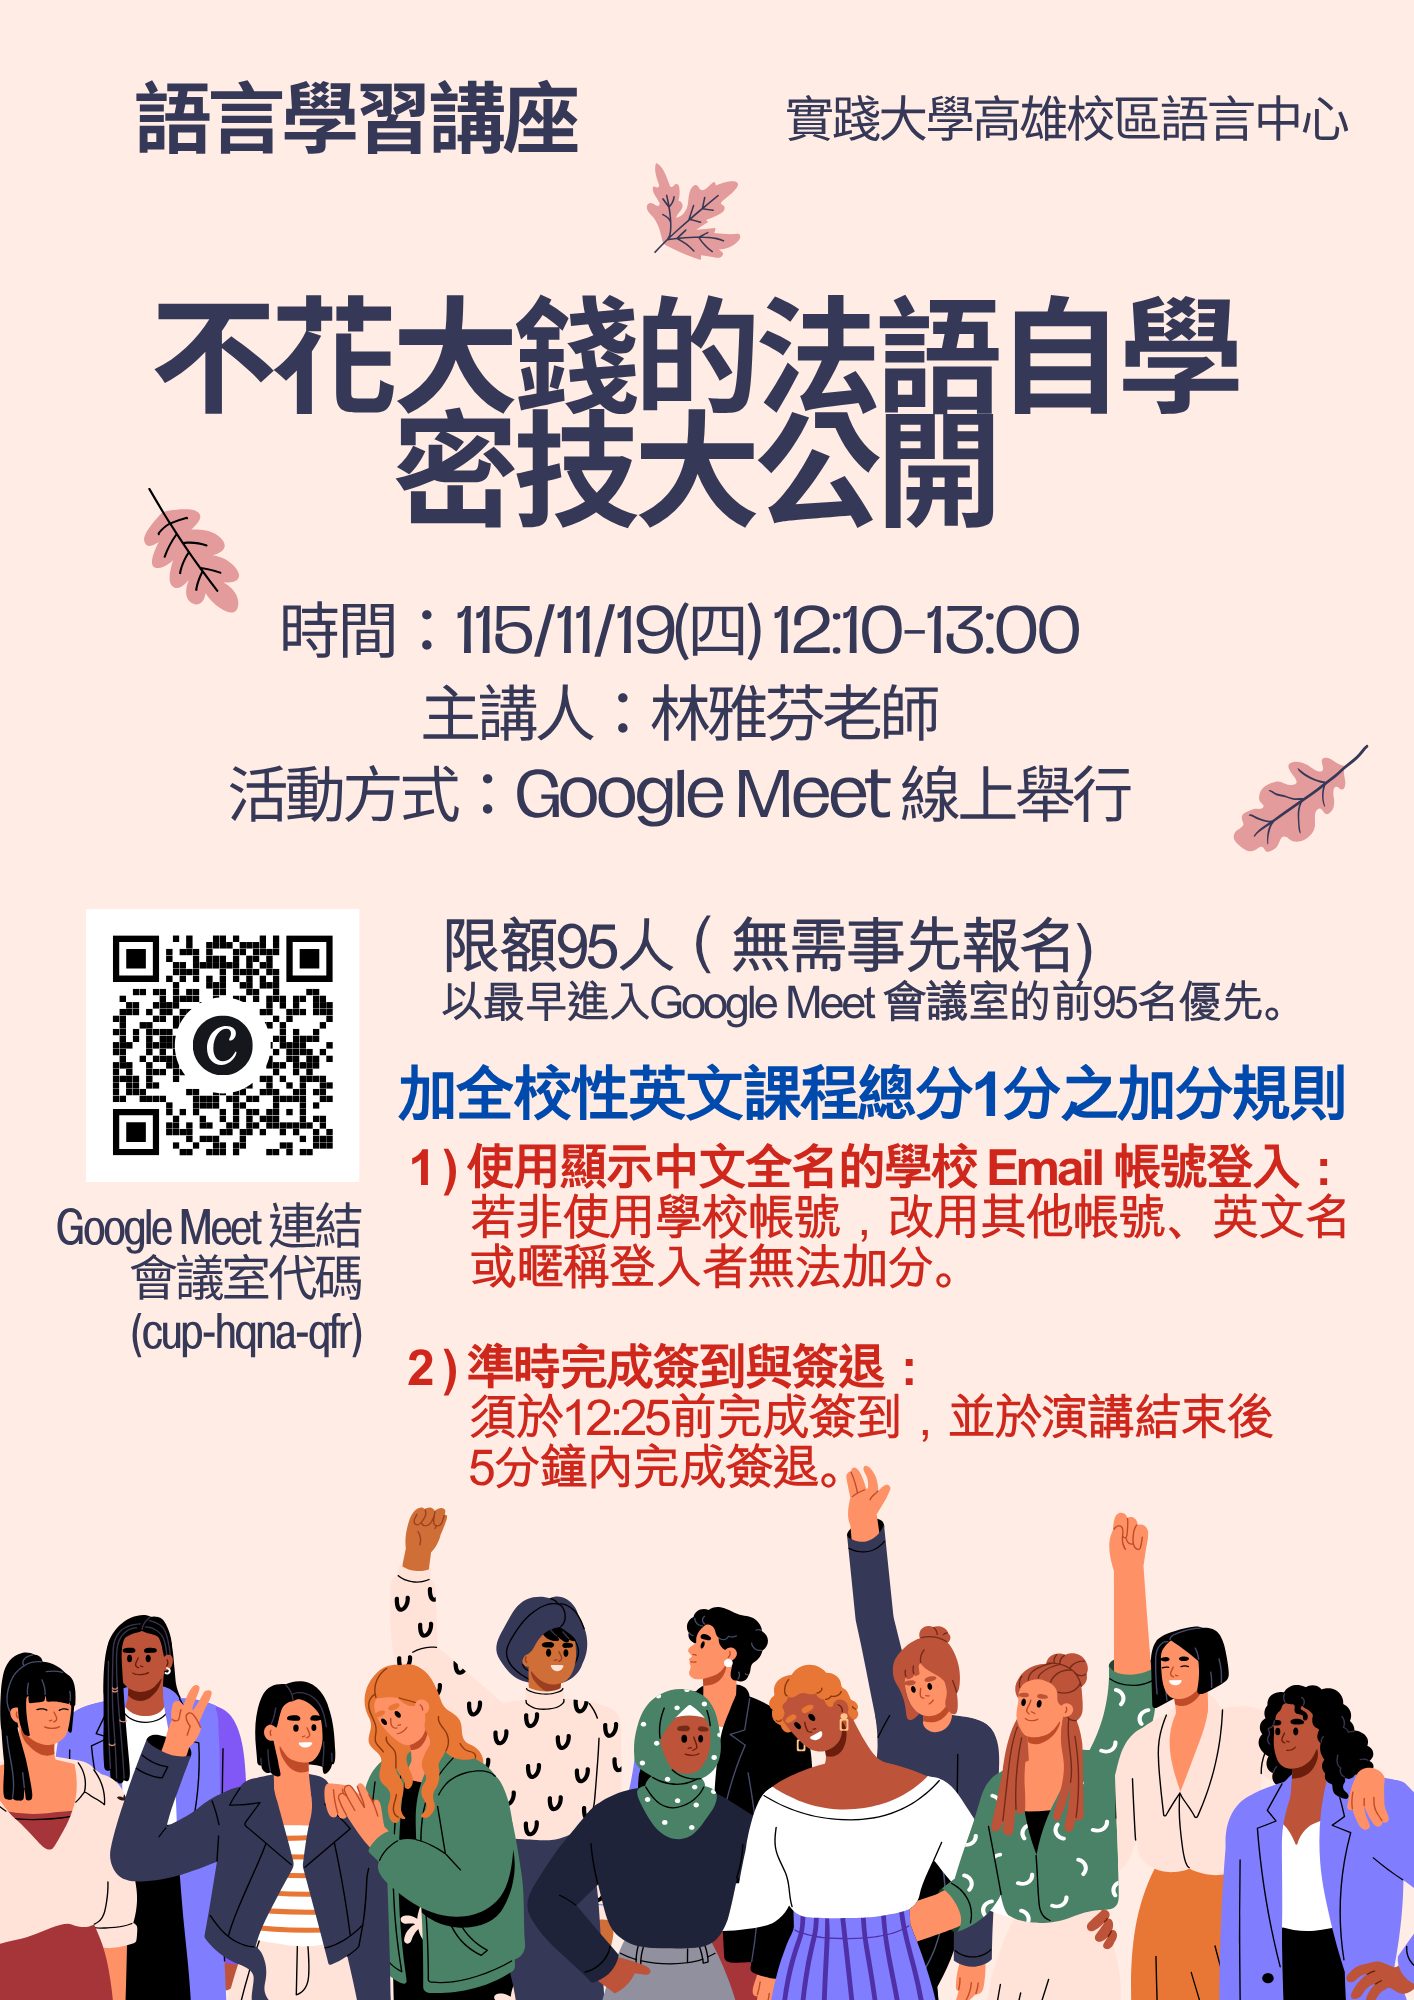 語言學習講座
實踐大學高雄校區語言中心
不花大錢的法語自學
密技大公開
時間：115/11/19(四) 12:10-13:00
主講人：林雅芬老師
活動方式：Google Meet 線上舉行
限額95人（無需事先報名)
以最早進入Google Meet 會議室的前95名優先。
加全校性英文課程總分1分之加分規則
1) 使用顯示中文全名的學校 Email 帳號登入：
若非使用學校帳號，改用其他帳號、英文名
或暱稱登入者無法加分。
2) 準時完成簽到與簽退：
須於12:25前完成簽到，並於演講結束後
5分鐘內完成簽退。
C
Google Meet 連結
會議室代碼
(cup-hqna-qfr)